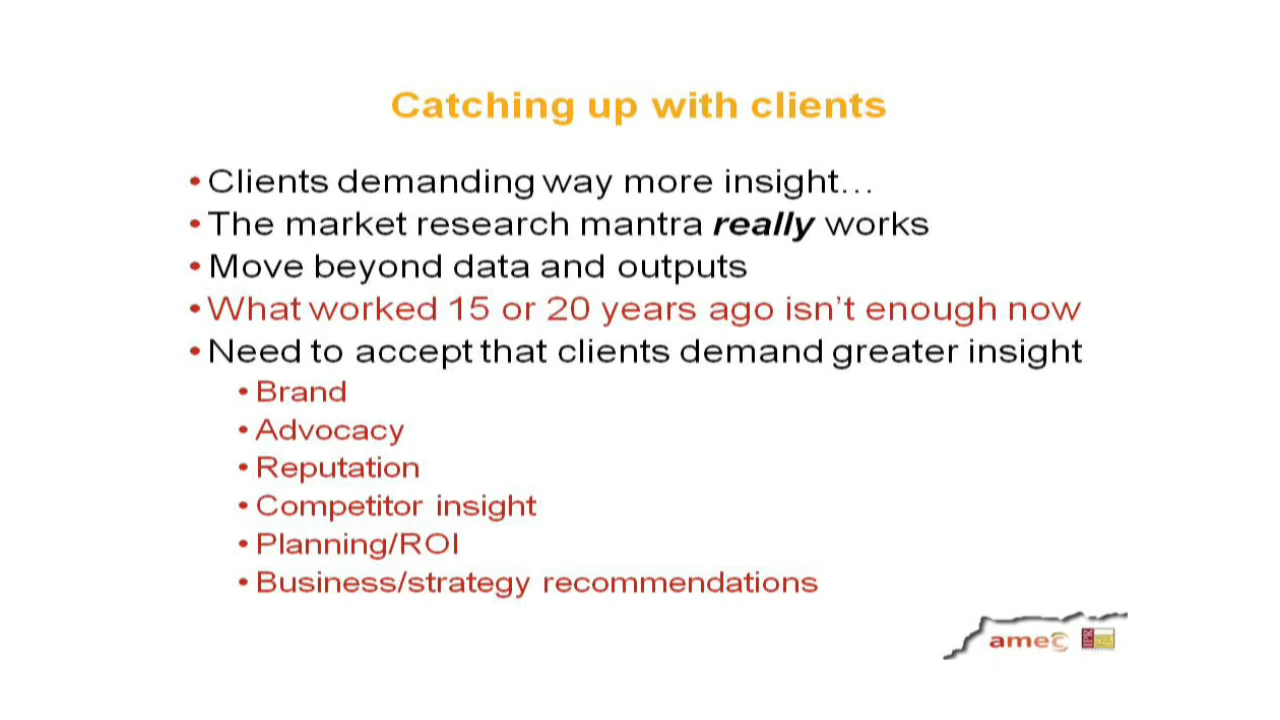 Catching up with clients
• Clients demanding way more insight…
• The market research mantra really works
• Move beyond data and outputs
• What worked 15 or 20 years ago isn’t enough now
• Need to accept that clients demand greater insight
• Brand
• Advocacy
• Reputation
• Competitor insight
• Planning/ROI
• Business/strategy recommendations
amec IPR